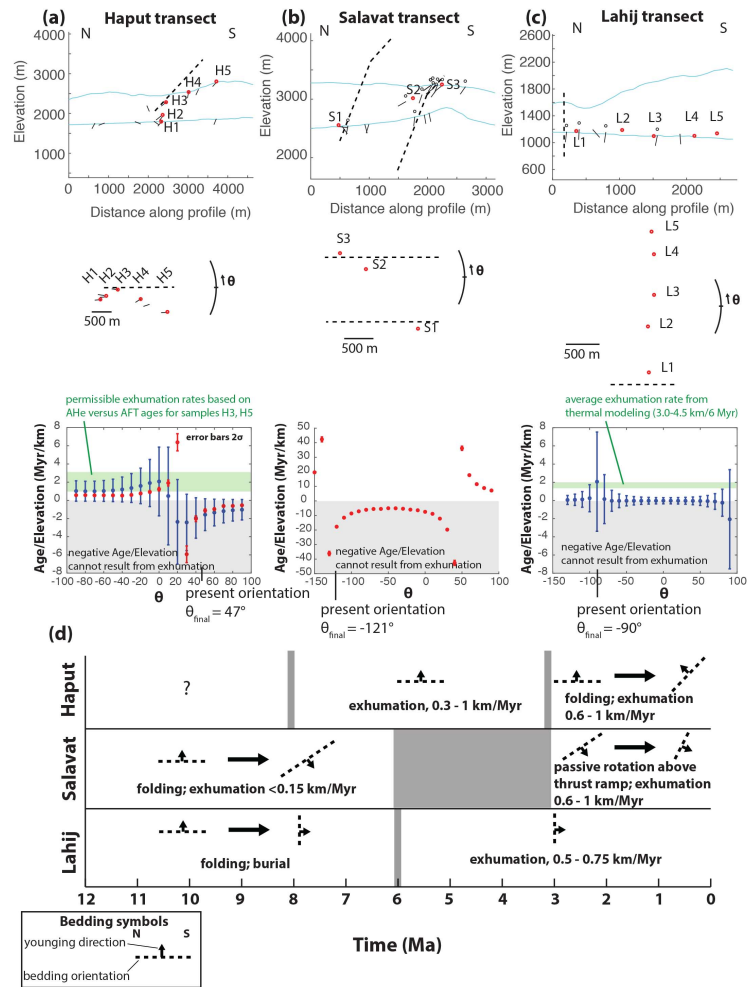 (a) Haput transect
N S
Elevation (m)
4000
3000
2000
1000
H5
H4
H3
H2
H1
0 1000 2000 3000 4000
Distance along profile (m)
(b) Salavat transect
N S
Elevation (m)
4000
3000
2000
S1
S2
S3
0 1000 2000 3000
Distance along profile (m)
(c) Lahij transect
N S
Elevation (m)
2600
2200
1800
1400
1000
600
L1
L2
L3
L4
L5
0 1000 2000 3000
Distance along profile (m)
H1 H2 H3 H4 H5
θ
500 m
S3
S2
S1
θ
500 m
L5
L4
L3
L2
L1
θ
500 m
permissible exhumation rates based on
AHe versus AFT ages for samples H3, H5
error bars 2σ
Age/Elevation (Myr/km)
8
6
4
2
0
-2
-4
-6
-8
negative Age/Elevation
cannot result from exhumation
-100 -80 -60 -40 -20 0 20 40 60 80 100
θ
present orientation
θfinal = 47°
Age/Elevation (Myr/km)
50
40
30
20
10
0
-10
-20
-30
-40
-50
negative Age/Elevation
cannot result from exhumation
-150 -100 -50 0 50 100
θ
present orientation
θfinal = -121°
average exhumation rate from
thermal modeling (3.0-4.5 km/6 Myr)
Age/Elevation (Myr/km)
8
6
4
2
0
-2
-4
-6
-8
negative Age/Elevation
cannot result from exhumation
-150 -100 -50 0 50 100
θ
present orientation
θfinal = -90°
(d)
Haput
?
exhumation, 0.3 - 1 km/Myr
folding; exhumation
0.6 - 1 km/Myr
Salavat
folding; exhumation <0.15 km/Myr
passive rotation above
thrust ramp; exhumation
0.6 - 1 km/Myr
Lahij
folding; burial
exhumation, 0.5 - 0.75 km/Myr
12 11 10 9 8 7 6 5 4 3 2 1 0
Time (Ma)
Bedding symbols
N S
younging direction
bedding orientation